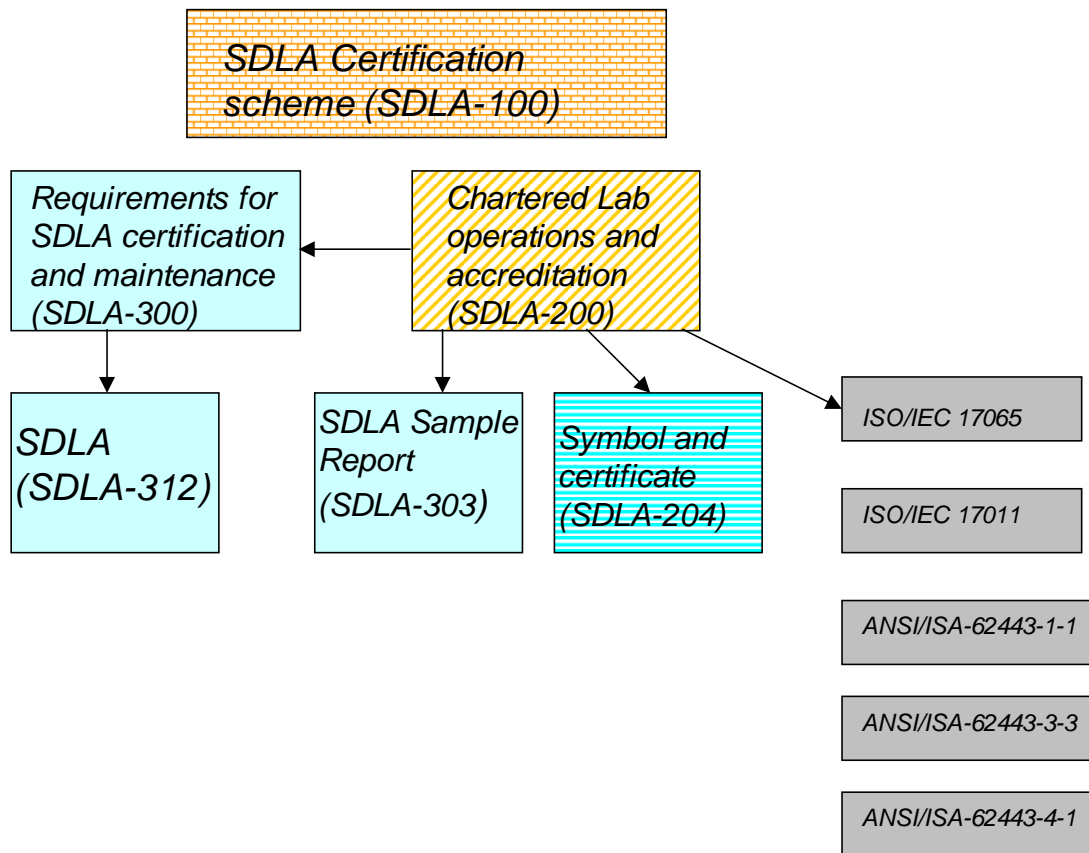 SDLA Certification
scheme (SDLA-100)
Requirements for
SDLA certification
and maintenance
(SDLA-300)
Chartered Lab
operations and
accreditation
(SDLA-200)
SDLA
(SDLA-312)
SDLA Sample
Report
(SDLA-303)
Symbol and
certificate
(SDLA-204)
ISO/IEC 17065
ISO/IEC 17011
ANSI/ISA-62443-1-1
ANSI/ISA-62443-3-3
ANSI/ISA-62443-4-1